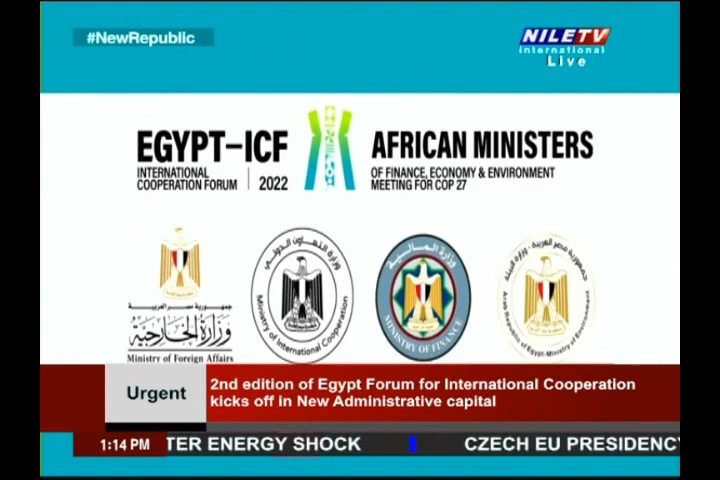 #NewRepublic
NILETV
International
Live
EGYPT–ICF
INTERNATIONAL
COOPERATION FORUM
2022
AFRICAN MINISTERS
OF FINANCE, ECONOMY & ENVIRONMENT
MEETING FOR COP 27
جمهورية مصر العربية
وزارة الخارجية
Ministry of Foreign Affairs
وزارة التعاون الدولي
Ministry of International Cooperation
وزارة المالية
MINISTRY OF FINANCE
جمهورية مصر العربية - وزارة البيئة
Arab Republic of Egypt-Ministry of Environment
Urgent
2nd edition of Egypt Forum for International Cooperation
kicks off in New Administrative capital
1:14 PM
TER ENERGY SHOCK
CZECH EU PRESIDENCY